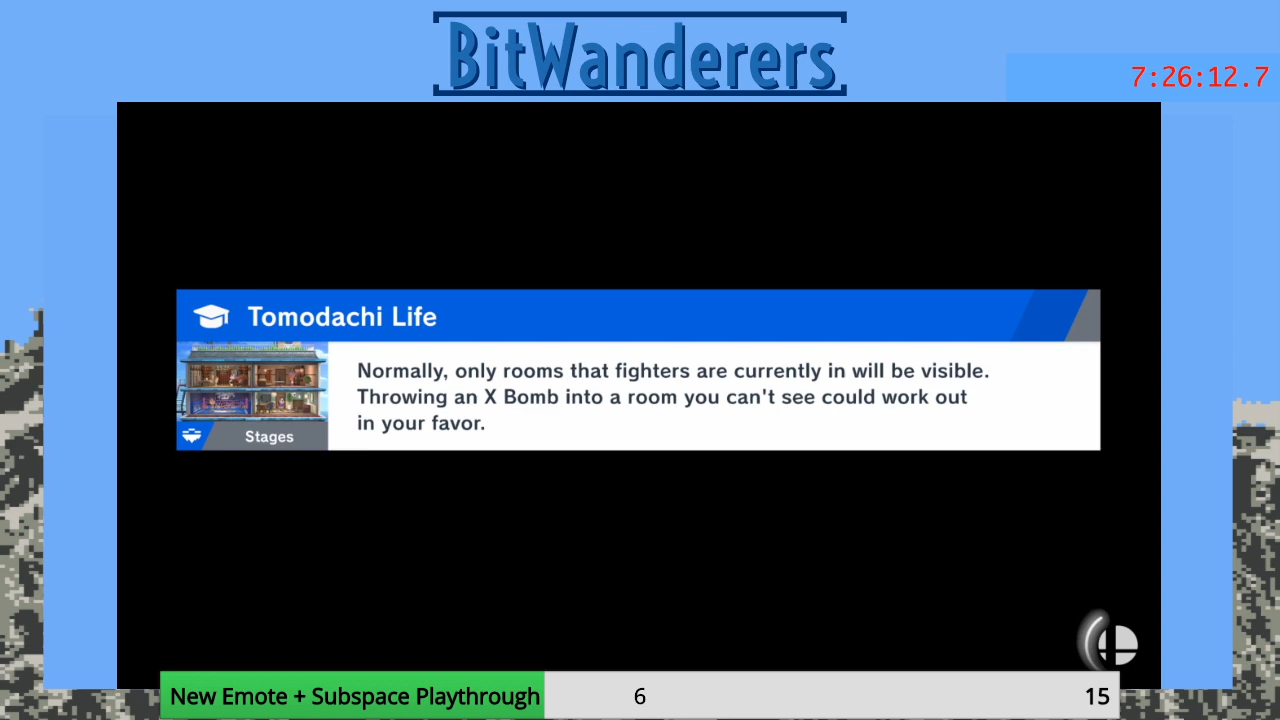 BitWanderers
7:26:12.7
Tomodachi Life
Normally, only rooms that fighters are currently in will be visible.
Throwing an X Bomb into a room you can't see could work out
in your favor.
Stages
New Emote + Subspace Playthrough
6
15